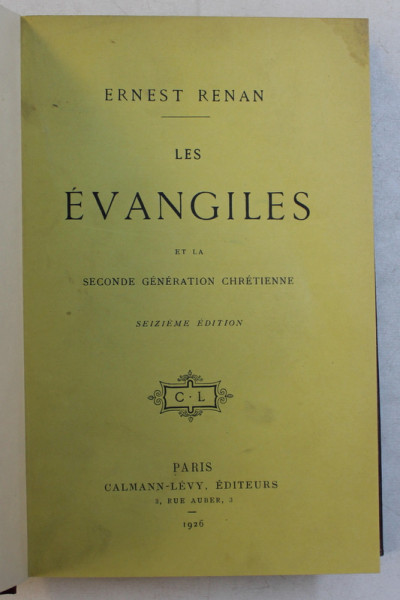 ERNEST RENAN
LES
ÉVANGILES
ET LA
SECONDE GÉNÉRATION CHRÉTIENNE
SEIZIEME ÉDITION
C · L
PARIS
CALMANN-LÉVY, ÉDITEURS
3, RUE AUBER, 3
1926